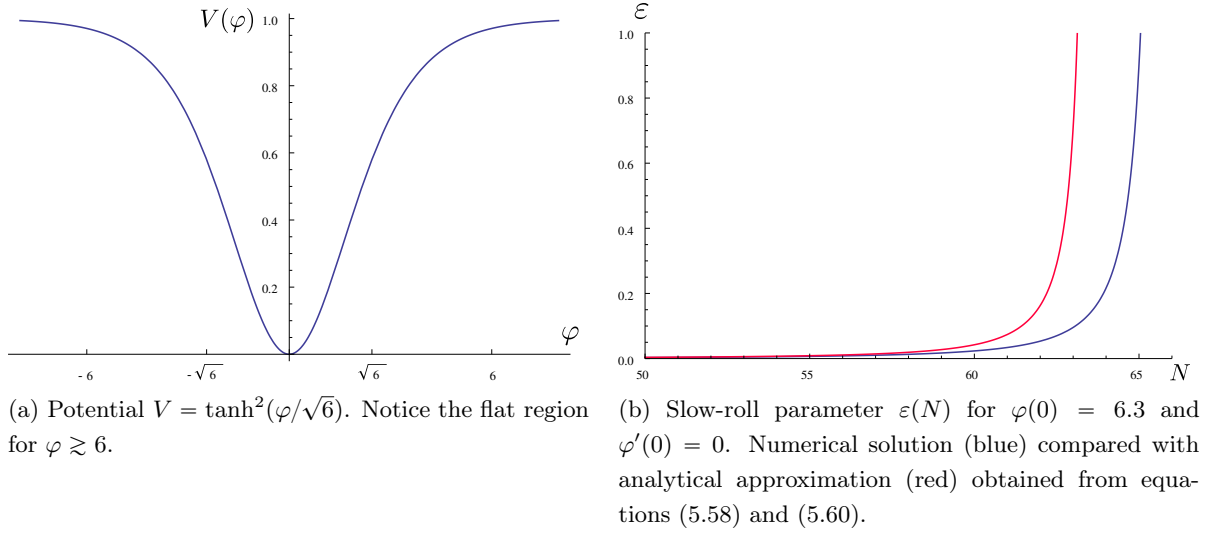 V(φ)
1.0
0.8
0.6
0.4
0.2
φ
-6
-√6
√6
6
(a) Potential V = tanh²(φ/√6). Notice the flat region
for φ ≳ 6.
ε
1.0
0.8
0.6
0.4
0.2
0.0
50
55
60
65
N
(b) Slow-roll parameter ε(N) for φ(0) = 6.3 and
φ′(0) = 0. Numerical solution (blue) compared with
analytical approximation (red) obtained from equa-
tions (5.58) and (5.60).